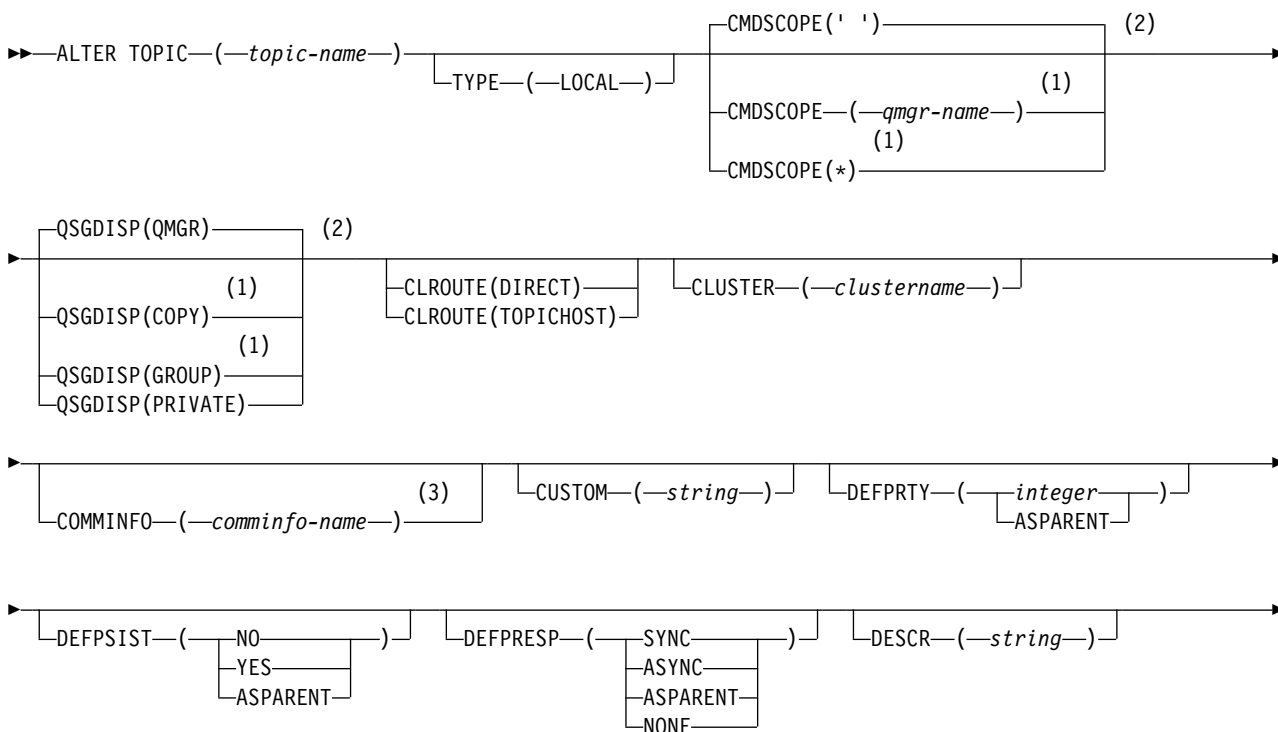 ALTER TOPIC ( topic-name ) TYPE ( LOCAL ) CMDSCOPE(' ') (2)
CMDSCOPE ( qmgr-name ) (1)
CMDSCOPE(*) (1)
QSGDISP(QMGR) (2)
QSGDISP(COPY) (1)
QSGDISP(GROUP) (1)
QSGDISP(PRIVATE)
CLROUTE(DIRECT)
CLROUTE(TOPICHOST)
CLUSTER ( clustername )
COMMINFO ( comminfo-name ) (3)
CUSTOM ( string )
DEFPRTY ( integer )
ASPARENT
DEFPSIST ( NO )
YES
ASPARENT
DEFPRESP ( SYNC )
ASYNC
ASPARENT
NONE
DESCR ( string )